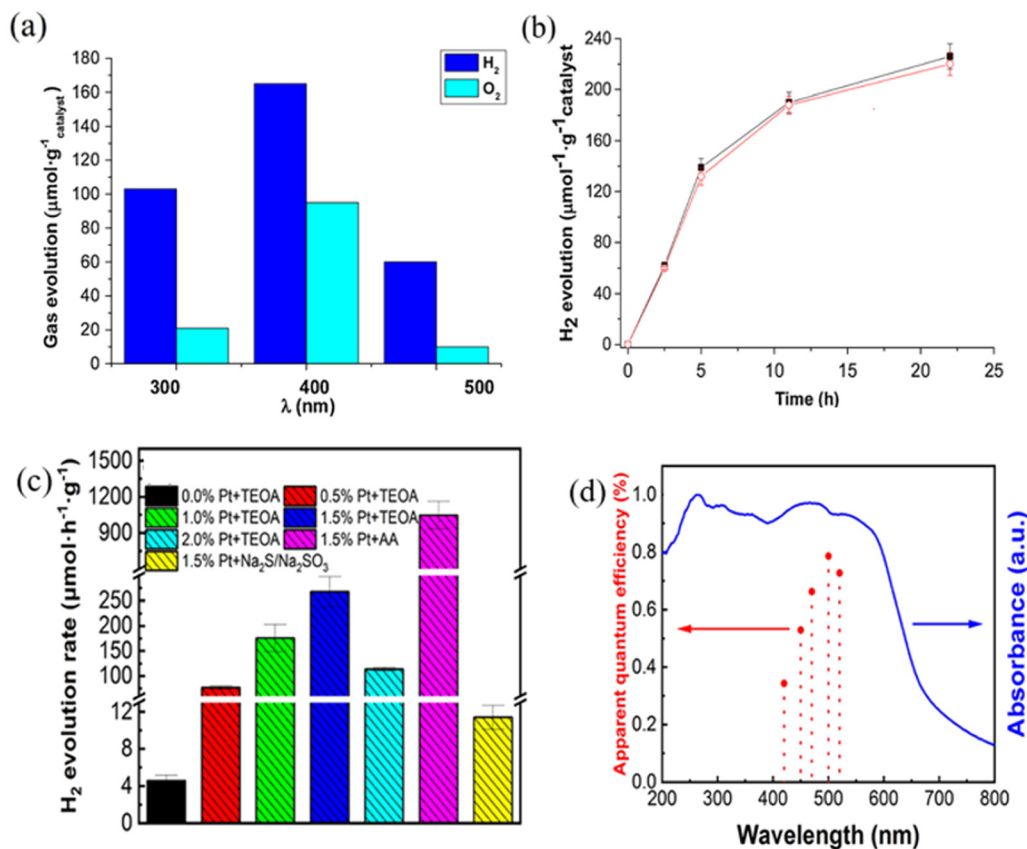 (a)
Gas evolution (μmol·g⁻¹catalyst)
180
160
140
120
100
80
60
40
20
0
H₂
O₂
300 400 500
λ (nm)
(b)
H₂ evolution (μmol⁻¹·g⁻¹catalyst
240
200
160
120
80
40
0
0 5 10 15 20 25
Time (h)
(c)
H₂ evolution rate (μmol·h⁻¹·g⁻¹)
1500
1200
900
250
200
150
100
12
8
4
0
0.0% Pt+TEOA 0.5% Pt+TEOA
1.0% Pt+TEOA 1.5% Pt+TEOA
2.0% Pt+TEOA 1.5% Pt+AA
1.5% Pt+Na₂S/Na₂SO₃
(d)
Apparent quantum efficiency (%)
1.0
0.8
0.6
0.4
0.2
0.0
200 300 400 500 600 700 800
Wavelength (nm)
Absorbance (a.u.)